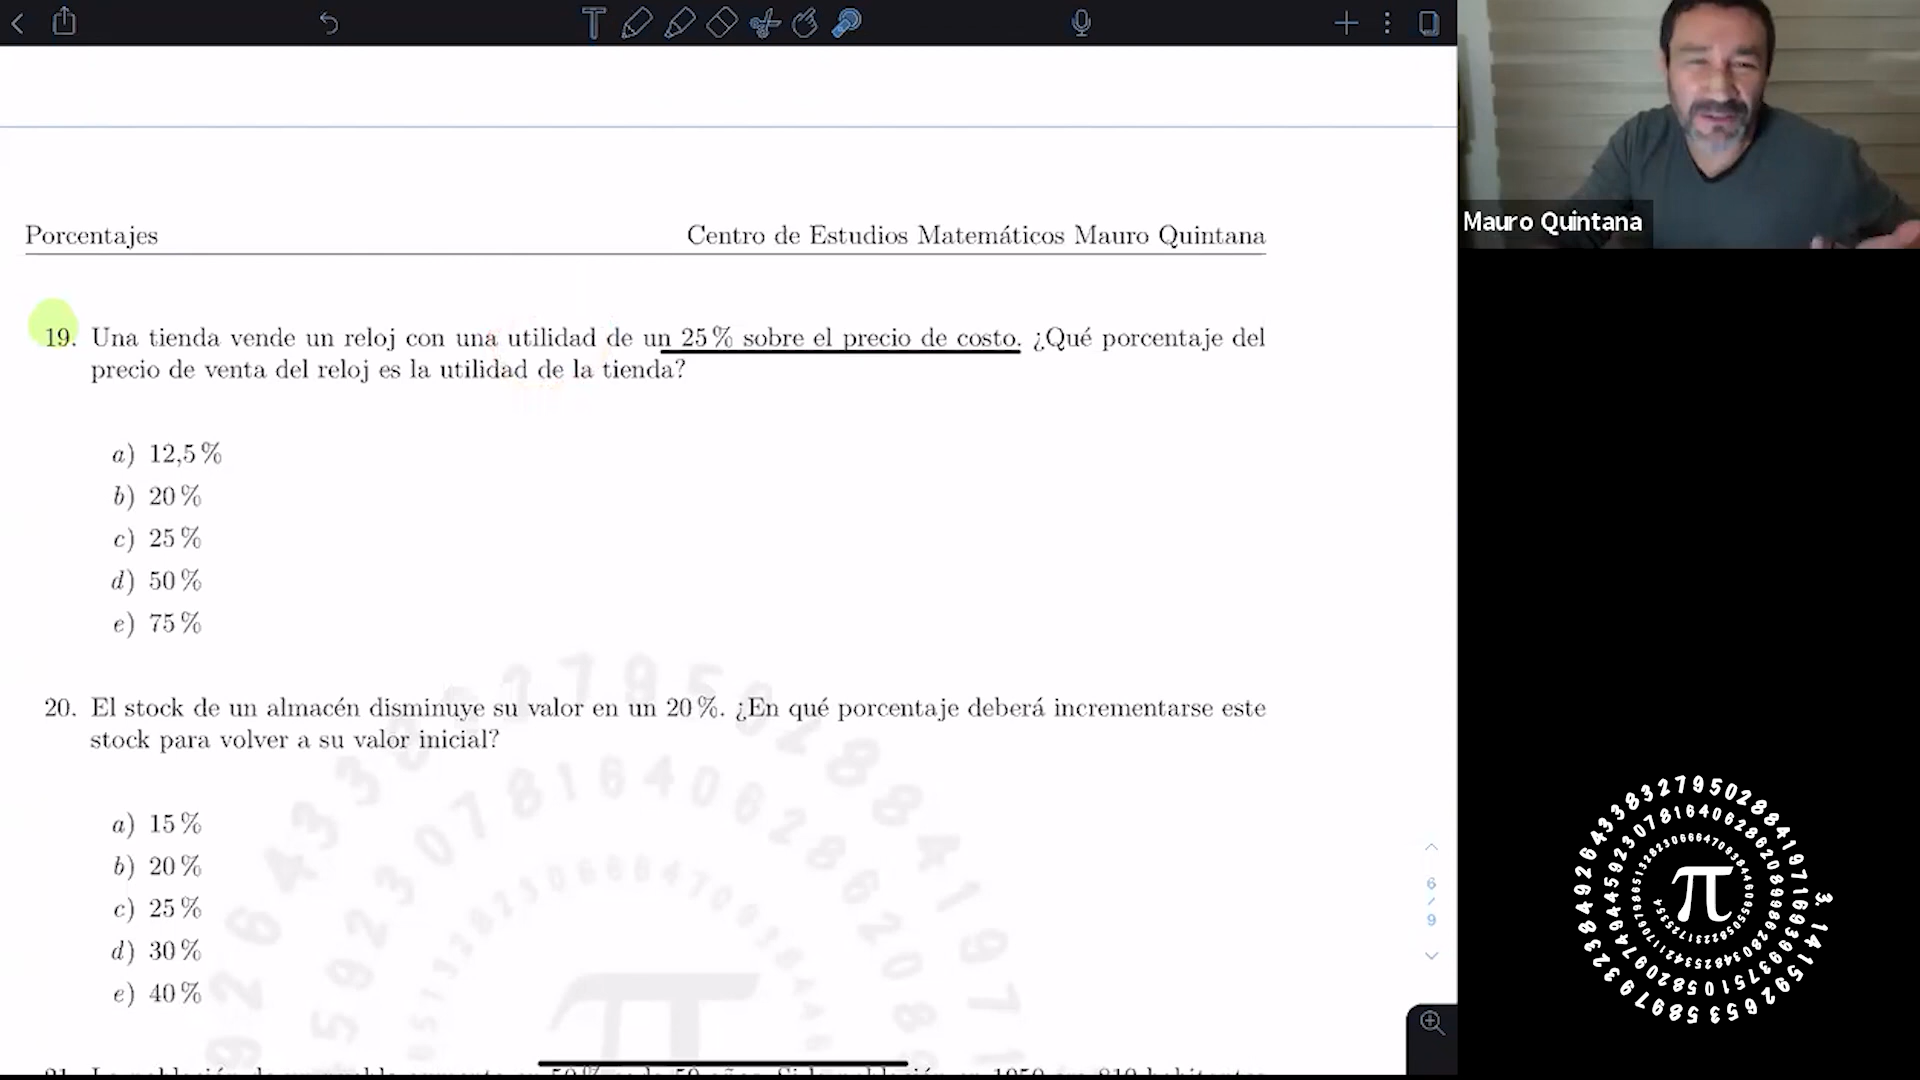 Porcentajes
Centro de Estudios Matemáticos Mauro Quintana
19. Una tienda vende un reloj con una utilidad de un 25 % sobre el precio de costo. ¿Qué porcentaje del
precio de venta del reloj es la utilidad de la tienda?
a) 12,5 %
b) 20 %
c) 25 %
d) 50 %
e) 75 %
20. El stock de un almacén disminuye su valor en un 20 %. ¿En qué porcentaje deberá incrementarse este
stock para volver a su valor inicial?
a) 15 %
b) 20 %
c) 25 %
d) 30 %
e) 40 %
6
/
9
Mauro Quintana
π